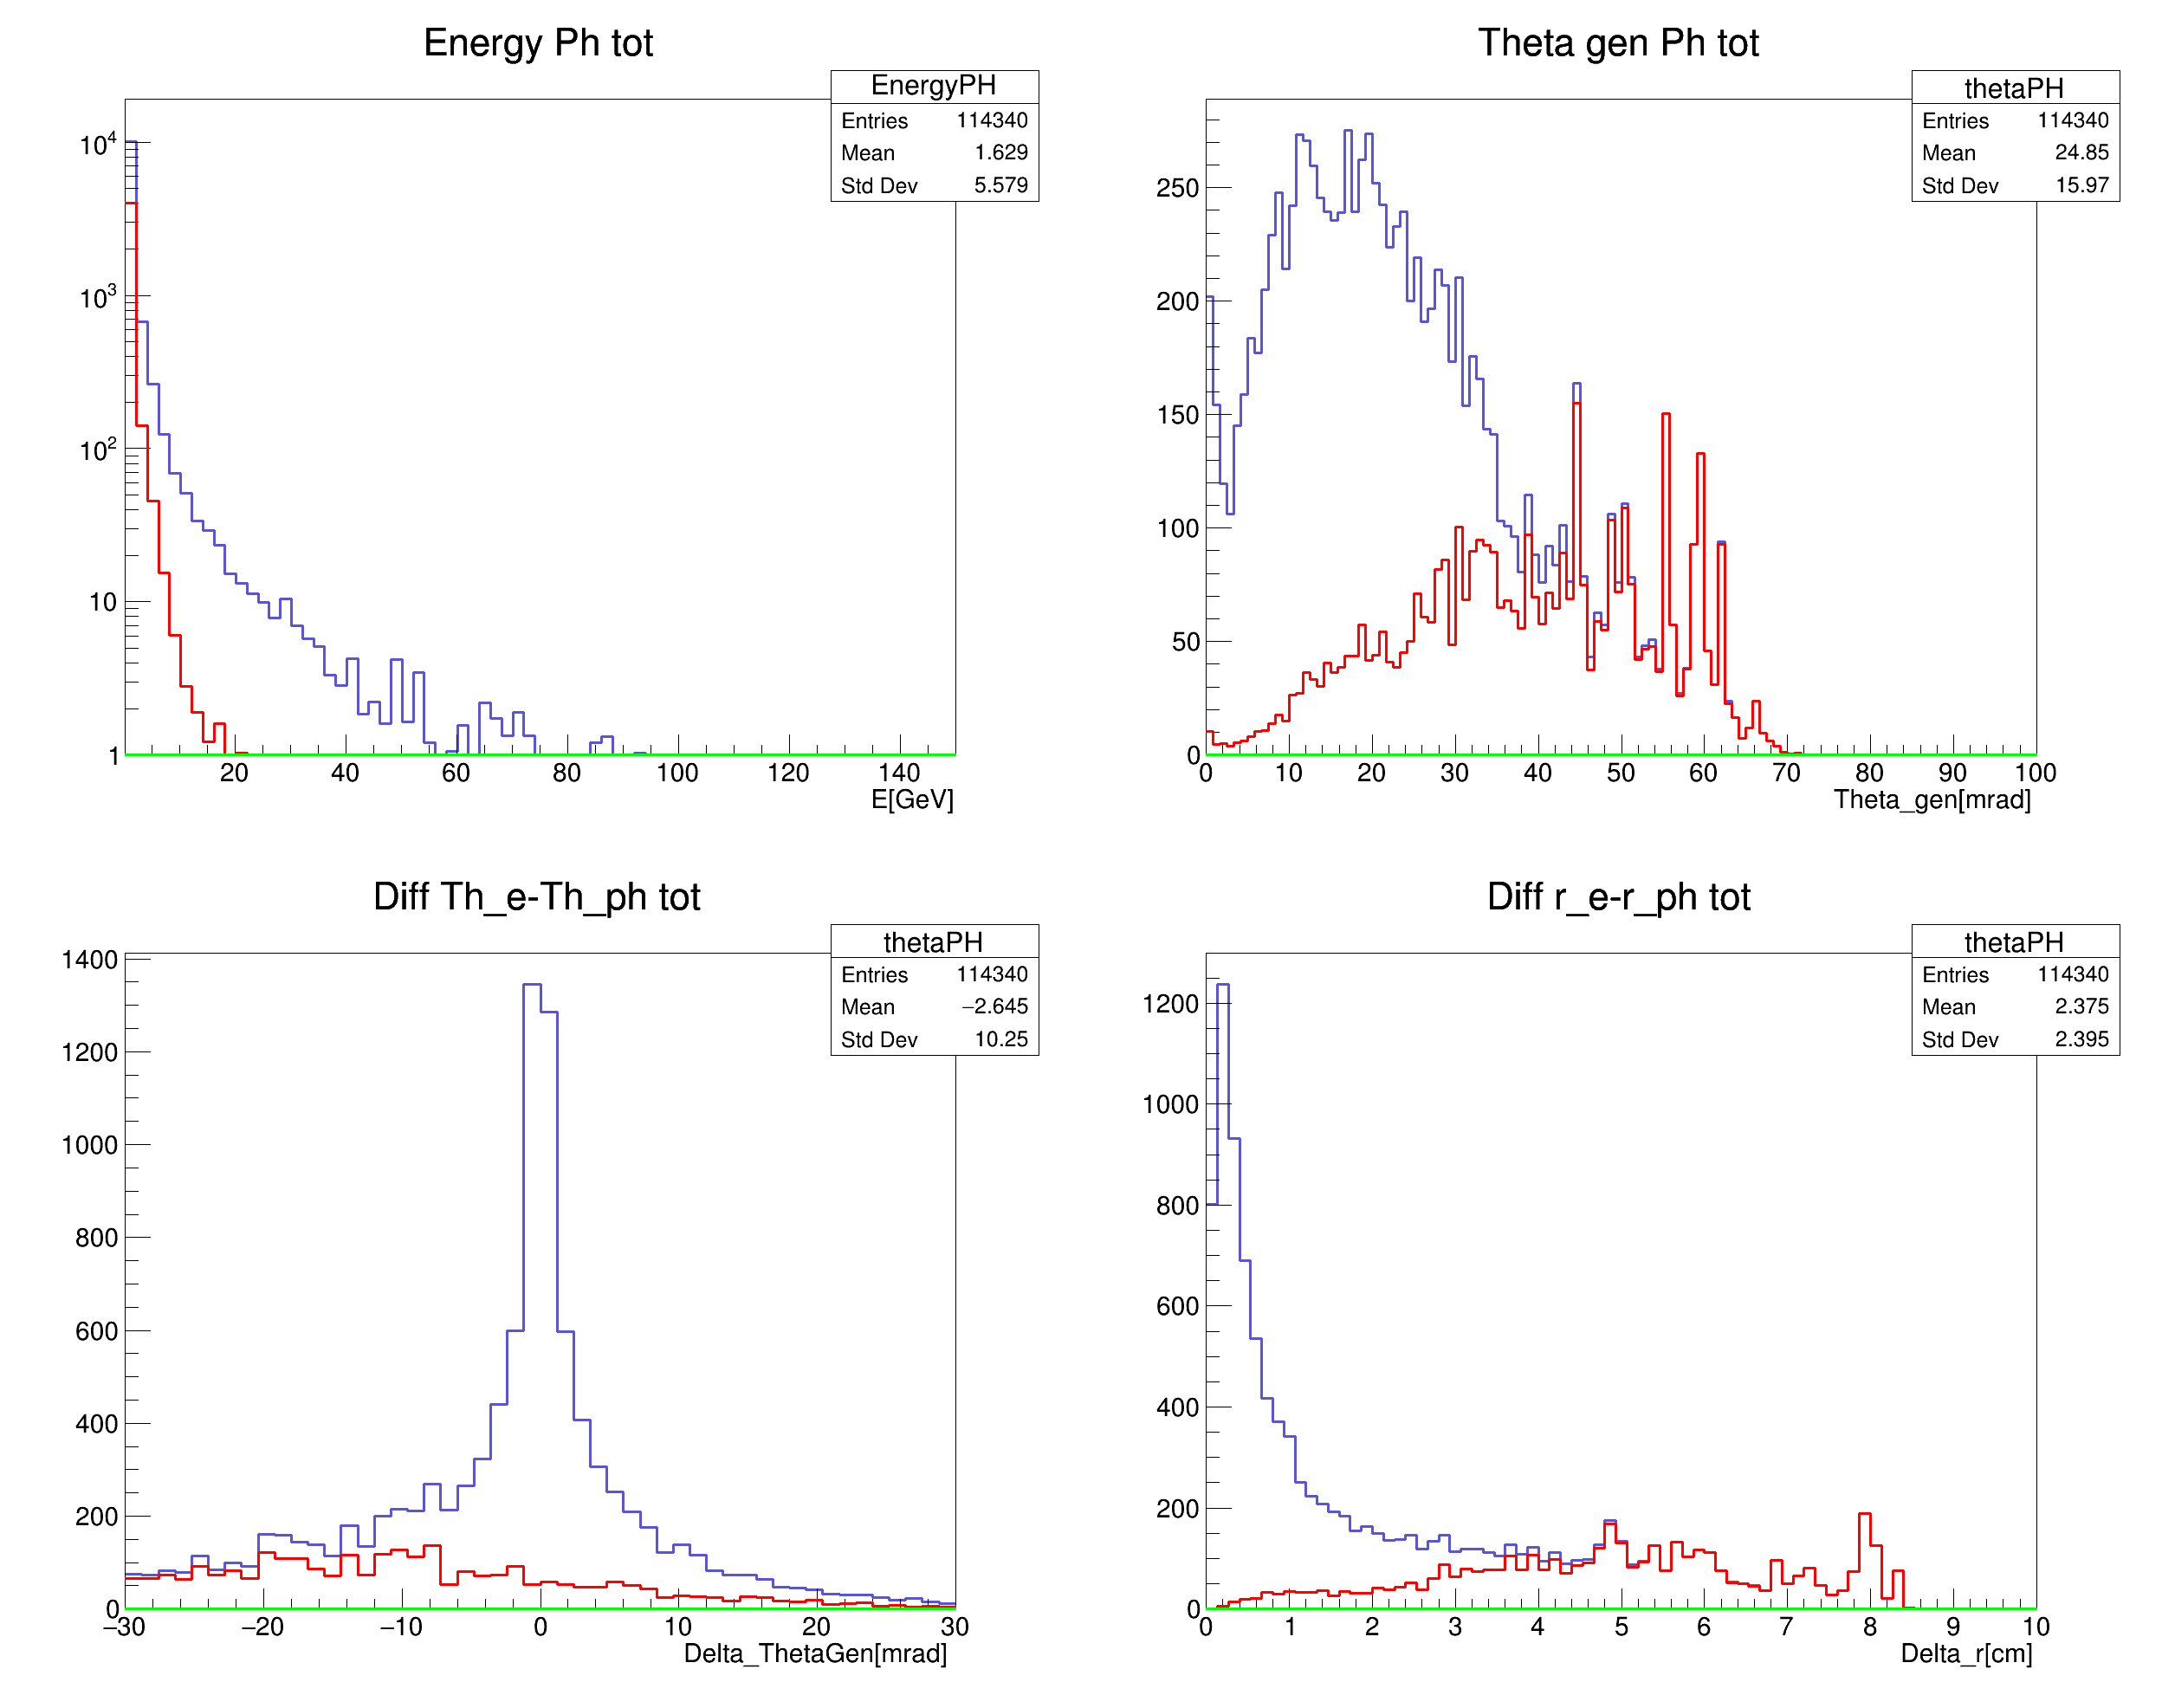 Energy Ph tot
EnergyPH
Entries 114340
Mean 1.629
Std Dev 5.579
10^4
10^3
10^2
10
1
20 40 60 80 100 120 140
E[GeV]
Theta gen Ph tot
thetaPH
Entries 114340
Mean 24.85
Std Dev 15.97
250
200
150
100
50
0
0 10 20 30 40 50 60 70 80 90 100
Theta_gen[mrad]
Diff Th_e-Th_ph tot
thetaPH
Entries 114340
Mean −2.645
Std Dev 10.25
1400
1200
1000
800
600
400
200
0
−30 −20 −10 0 10 20 30
Delta_ThetaGen[mrad]
Diff r_e-r_ph tot
thetaPH
Entries 114340
Mean 2.375
Std Dev 2.395
1200
1000
800
600
400
200
0
0 1 2 3 4 5 6 7 8 9 10
Delta_r[cm]